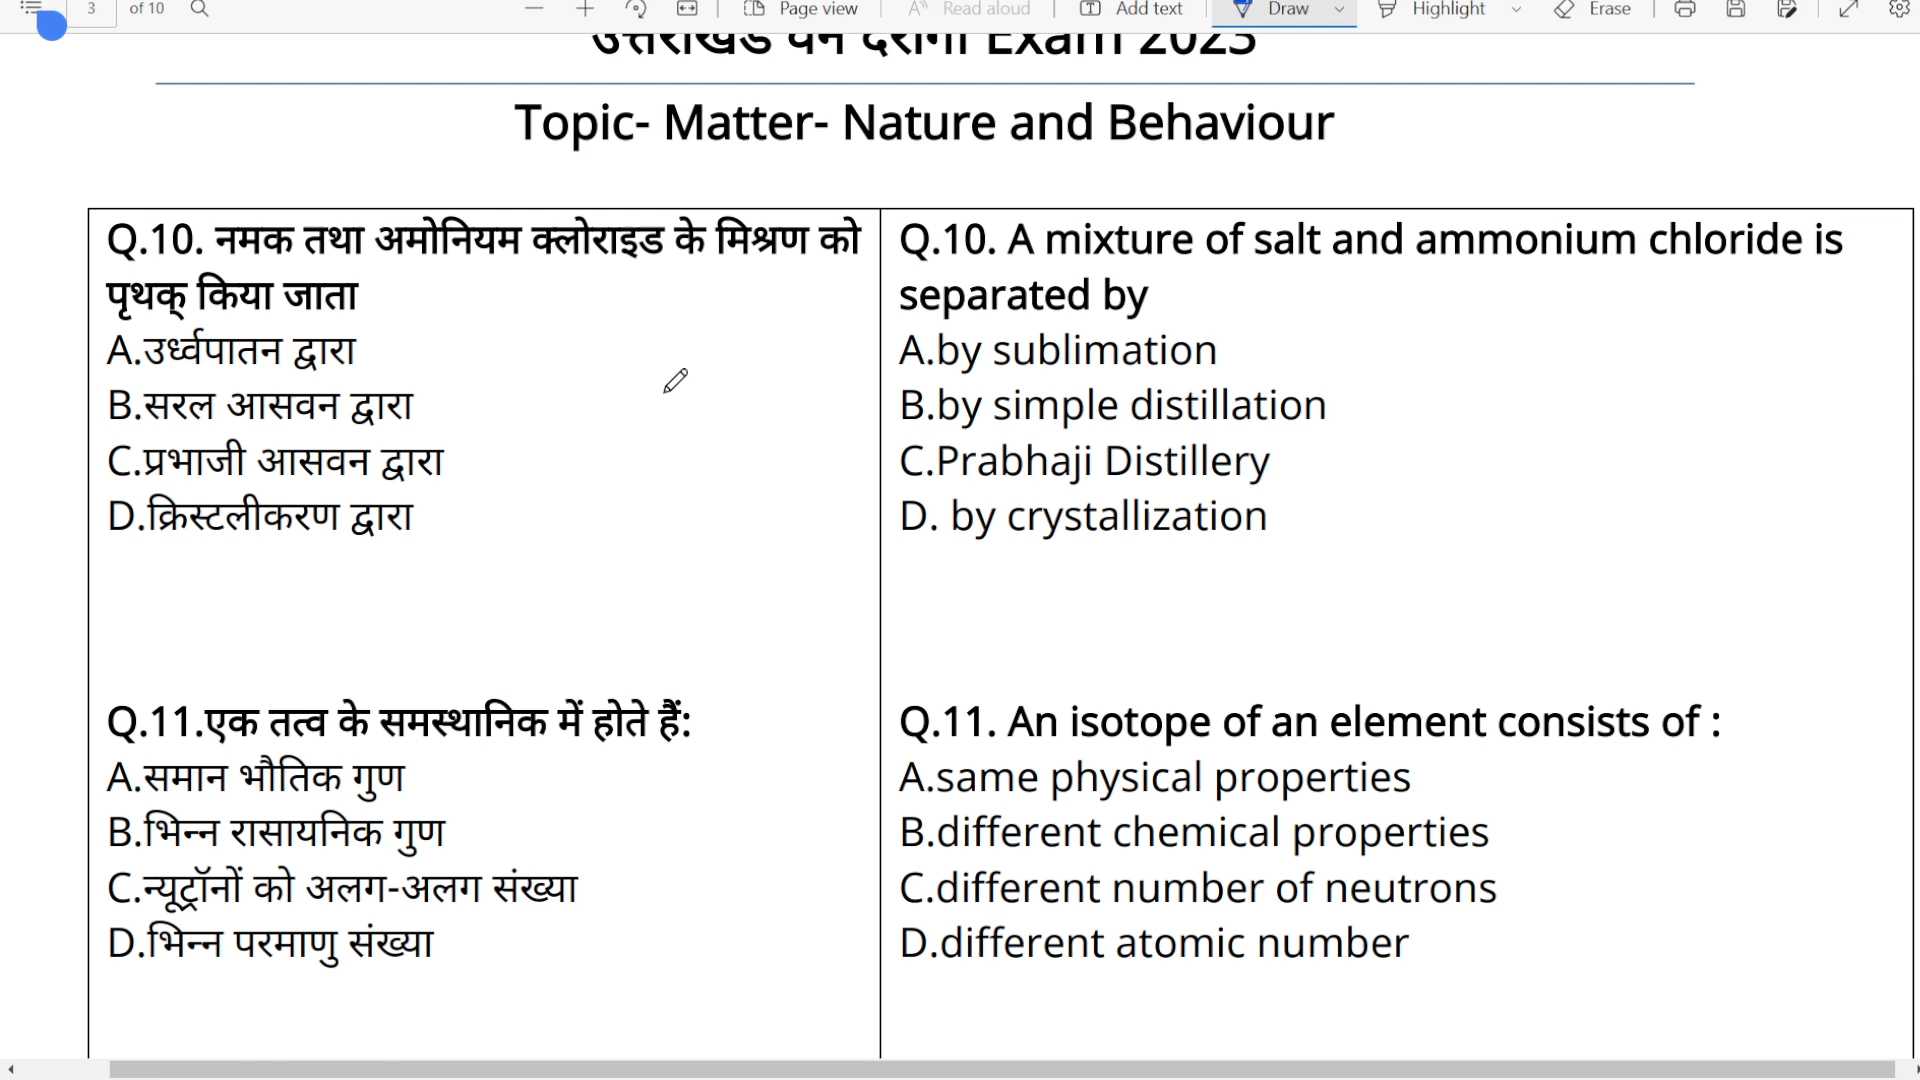 3 of 10 Page view Read aloud Add text Draw Highlight Erase
Exam 2023
Topic- Matter- Nature and Behaviour
Q.10. नमक तथा अमोनियम क्लोराइड के मिश्रण को
पृथक् किया जाता
A.उर्ध्वपातन द्वारा
B.सरल आसवन द्वारा
C.प्रभाजी आसवन द्वारा
D.क्रिस्टलीकरण द्वारा
Q.11.एक तत्व के समस्थानिक में होते हैं:
A.समान भौतिक गुण
B.भिन्न रासायनिक गुण
C.न्यूट्रॉनों को अलग-अलग संख्या
D.भिन्न परमाणु संख्या
Q.10. A mixture of salt and ammonium chloride is
separated by
A.by sublimation
B.by simple distillation
C.Prabhaji Distillery
D. by crystallization
Q.11. An isotope of an element consists of :
A.same physical properties
B.different chemical properties
C.different number of neutrons
D.different atomic number